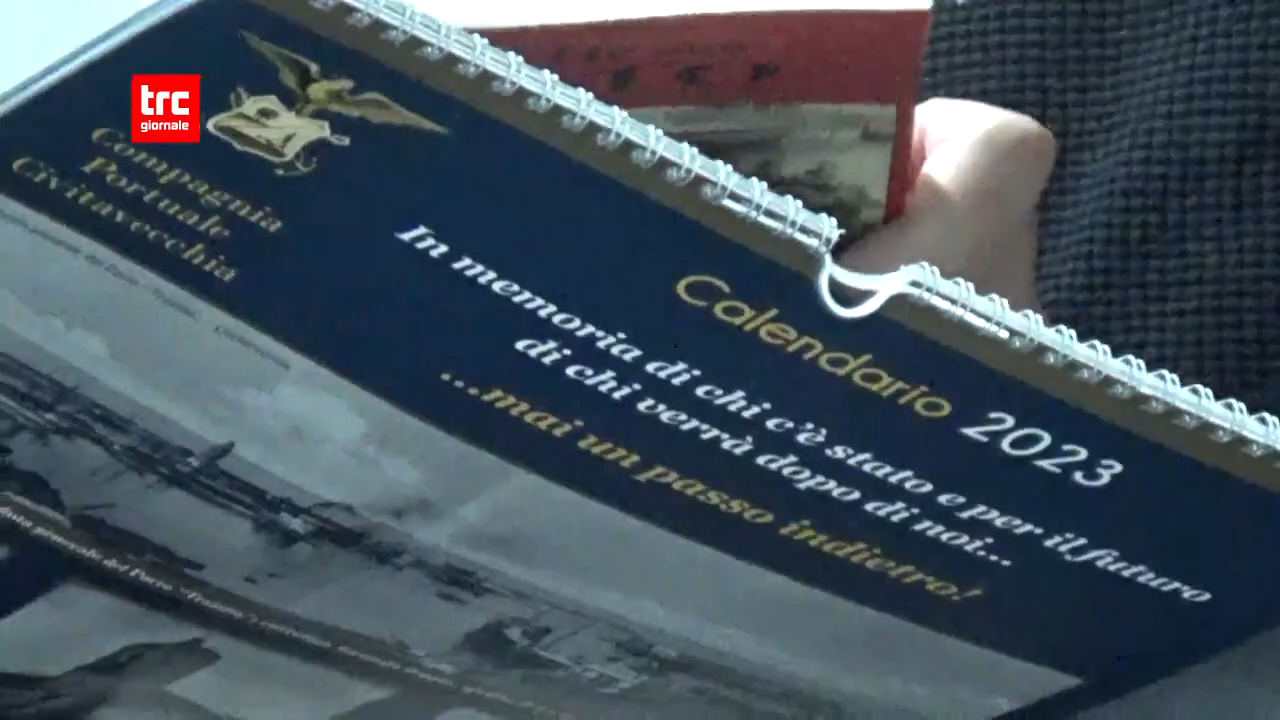 trc
giornale
Compagnia
Portuale
Civitavecchia
Calendario 2023
In memoria di chi c'è stato e per il futuro
di chi verrà dopo di noi...
...mai un passo indietro!